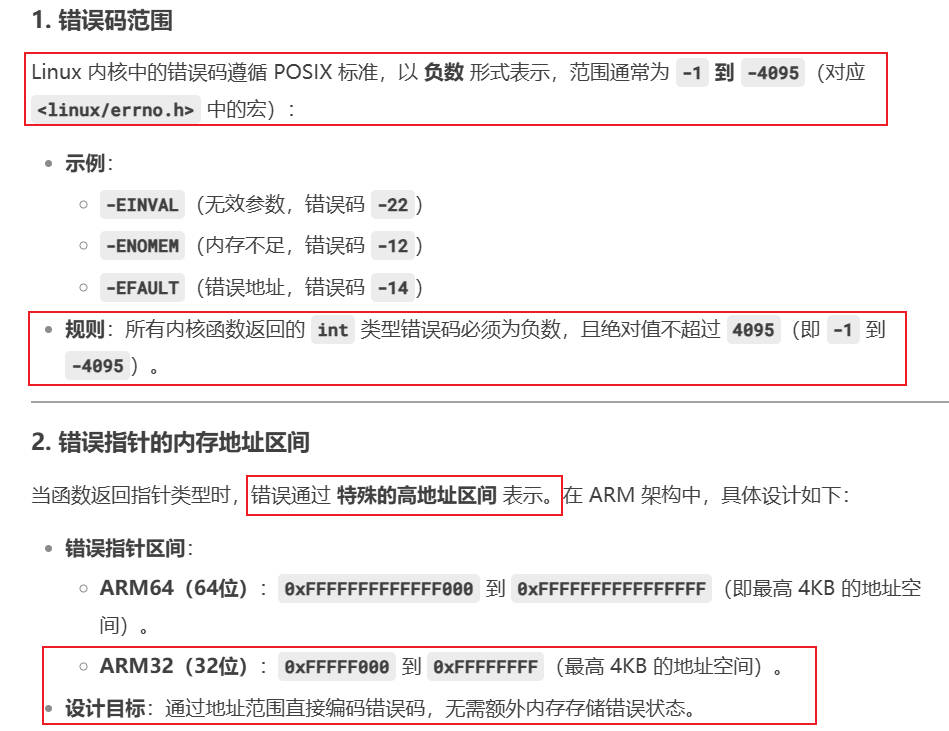 1. 错误码范围
Linux 内核中的错误码遵循 POSIX 标准，以 负数 形式表示，范围通常为 -1 到 -4095（对应
<linux/errno.h> 中的宏）：
• 示例：
○ -EINVAL（无效参数，错误码 -22）
○ -ENOMEM（内存不足，错误码 -12）
○ -EFAULT（错误地址，错误码 -14）
• 规则：所有内核函数返回的 int 类型错误码必须为负数，且绝对值不超过 4095（即 -1 到
-4095）。
2. 错误指针的内存地址区间
当函数返回指针类型时，错误通过 特殊的高地址区间 表示。在 ARM 架构中，具体设计如下：
• 错误指针区间：
○ ARM64（64位）：0xFFFFFFFFFFFFF000 到 0xFFFFFFFFFFFFFFFF（即最高 4KB 的地址空
间）。
○ ARM32（32位）：0xFFFFF000 到 0xFFFFFFFF（最高 4KB 的地址空间）。
• 设计目标：通过地址范围直接编码错误码，无需额外内存存储错误状态。